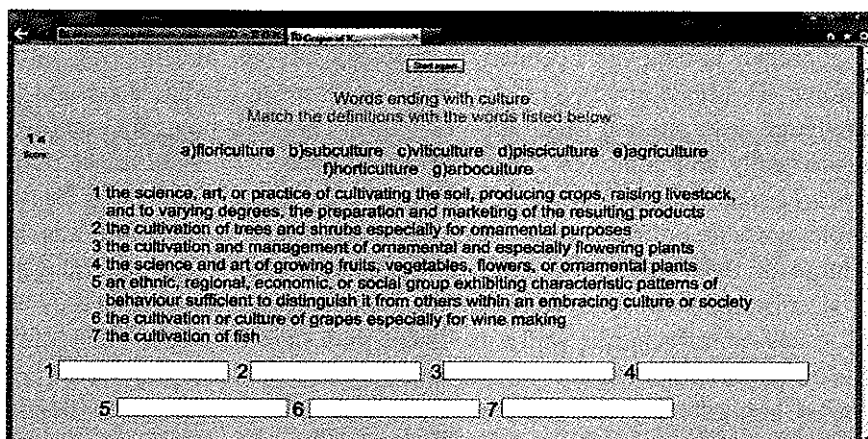 Start again
Words ending with culture
Match the definitions with the words listed below
a)floriculture b)subculture c)viticulture d)pisciculture e)agriculture
f)horticulture g)arboculture
1 the science, art, or practice of cultivating the soil, producing crops, raising livestock,
and to varying degrees, the preparation and marketing of the resulting products
2 the cultivation of trees and shrubs especially for ornamental purposes
3 the cultivation and management of ornamental and especially flowering plants
4 the science and art of growing fruits, vegetables, flowers, or ornamental plants
5 an ethnic, regional, economic, or social group exhibiting characteristic patterns of
behaviour sufficient to distinguish it from others within an embracing culture or society
6 the cultivation or culture of grapes especially for wine making
7 the cultivation of fish
1 2 3 4
5 6 7